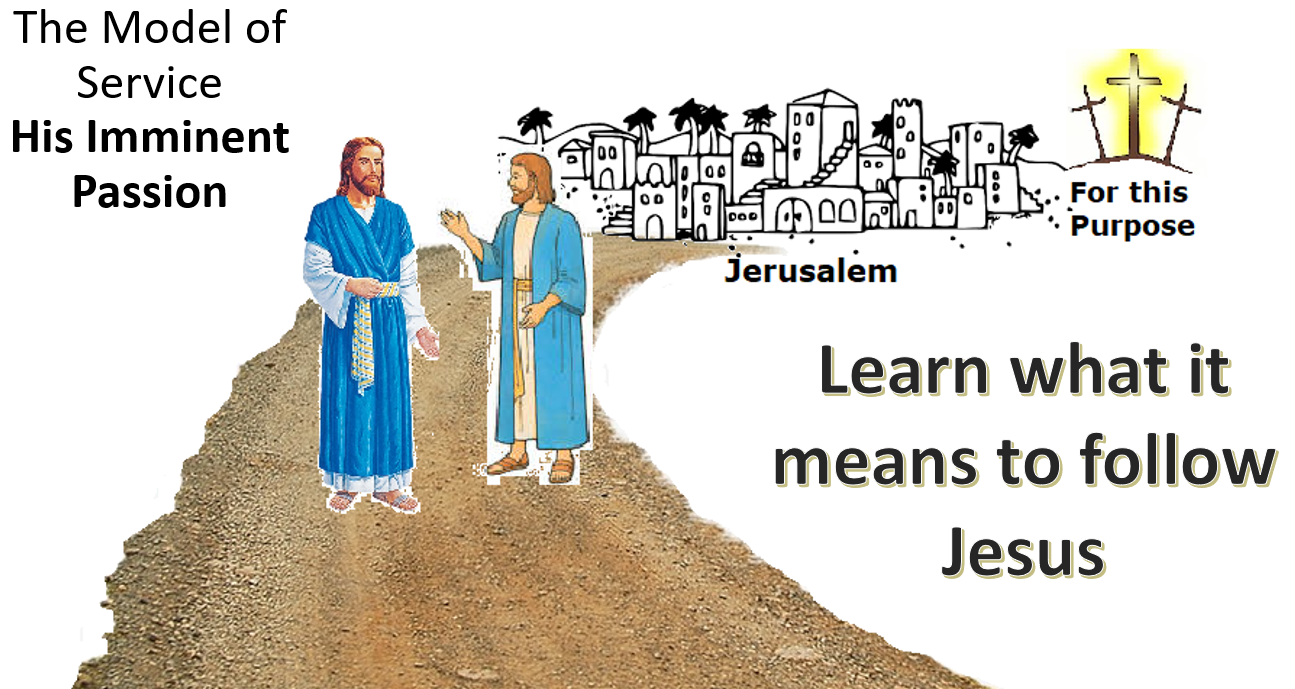 The Model of
Service
His Imminent
Passion
For this
Purpose
Jerusalem
Learn what it
means to follow
Jesus